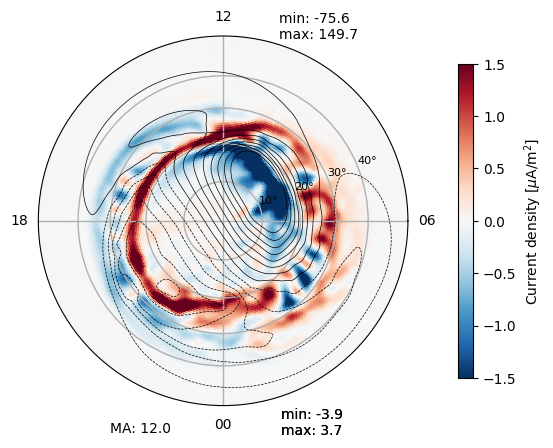 12
min: -75.6
max: 149.7
1.5
1.0
0.5
0.0
−0.5
−1.0
−1.5
Current density [μA/m²]
40°
30°
20°
10°
18
06
00
MA: 12.0
min: -3.9
max: 3.7